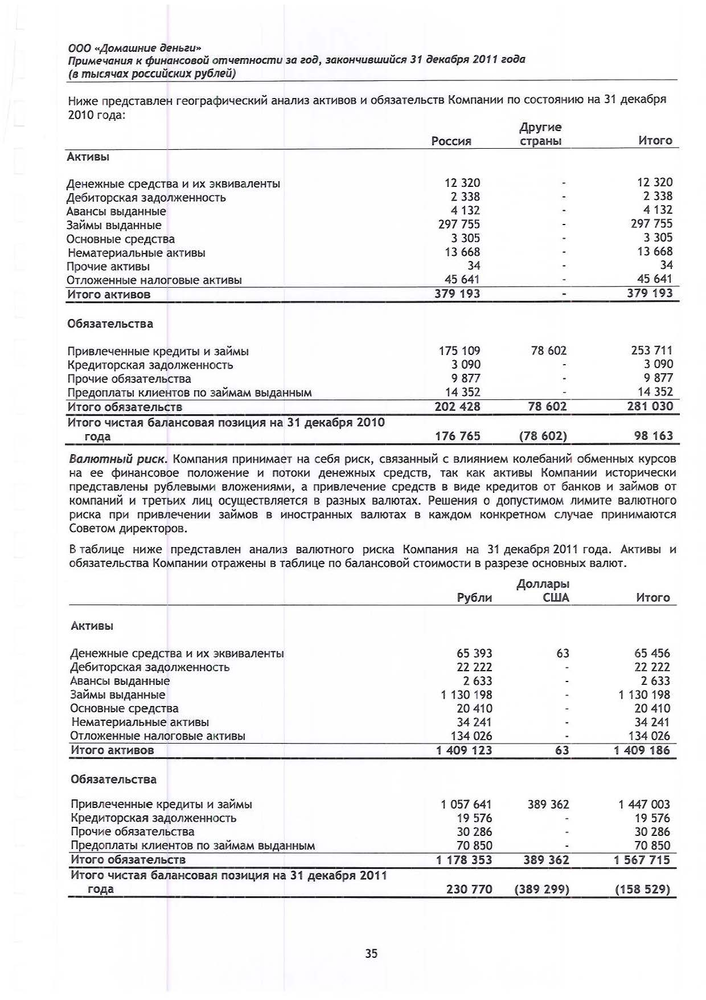 ООО «Домашние деньги»
Примечания к финансовой отчетности за год, закончившийся 31 декабря 2011 года
(в тысячах российских рублей)
Ниже представлен географический анализ активов и обязательств Компании по состоянию на 31 декабря
2010 года:
Другие
Россия страны Итого
Активы
Денежные средства и их эквиваленты 12 320 - 12 320
Дебиторская задолженность 2 338 - 2 338
Авансы выданные 4 132 - 4 132
Займы выданные 297 755 - 297 755
Основные средства 3 305 - 3 305
Нематериальные активы 13 668 - 13 668
Прочие активы 34 - 34
Отложенные налоговые активы 45 641 - 45 641
Итого активов 379 193 - 379 193
Обязательства
Привлеченные кредиты и займы 175 109 78 602 253 711
Кредиторская задолженность 3 090 - 3 090
Прочие обязательства 9 877 - 9 877
Предоплаты клиентов по займам выданным 14 352 - 14 352
Итого обязательств 202 428 78 602 281 030
Итого чистая балансовая позиция на 31 декабря 2010
года 176 765 (78 602) 98 163
Валютный риск. Компания принимает на себя риск, связанный с влиянием колебаний обменных курсов
на ее финансовое положение и потоки денежных средств, так как активы Компании исторически
представлены рублевыми вложениями, а привлечение средств в виде кредитов от банков и займов от
компаний и третьих лиц осуществляется в разных валютах. Решения о допустимом лимите валютного
риска при привлечении займов в иностранных валютах в каждом конкретном случае принимаются
Советом директоров.
В таблице ниже представлен анализ валютного риска Компания на 31 декабря 2011 года. Активы и
обязательства Компании отражены в таблице по балансовой стоимости в разрезе основных валют.
Доллары
Рубли США Итого
Активы
Денежные средства и их эквиваленты 65 393 63 65 456
Дебиторская задолженность 22 222 - 22 222
Авансы выданные 2 633 - 2 633
Займы выданные 1 130 198 - 1 130 198
Основные средства 20 410 - 20 410
Нематериальные активы 34 241 - 34 241
Отложенные налоговые активы 134 026 - 134 026
Итого активов 1 409 123 63 1 409 186
Обязательства
Привлеченные кредиты и займы 1 057 641 389 362 1 447 003
Кредиторская задолженность 19 576 - 19 576
Прочие обязательства 30 286 - 30 286
Предоплаты клиентов по займам выданным 70 850 - 70 850
Итого обязательств 1 178 353 389 362 1 567 715
Итого чистая балансовая позиция на 31 декабря 2011
года 230 770 (389 299) (158 529)
35